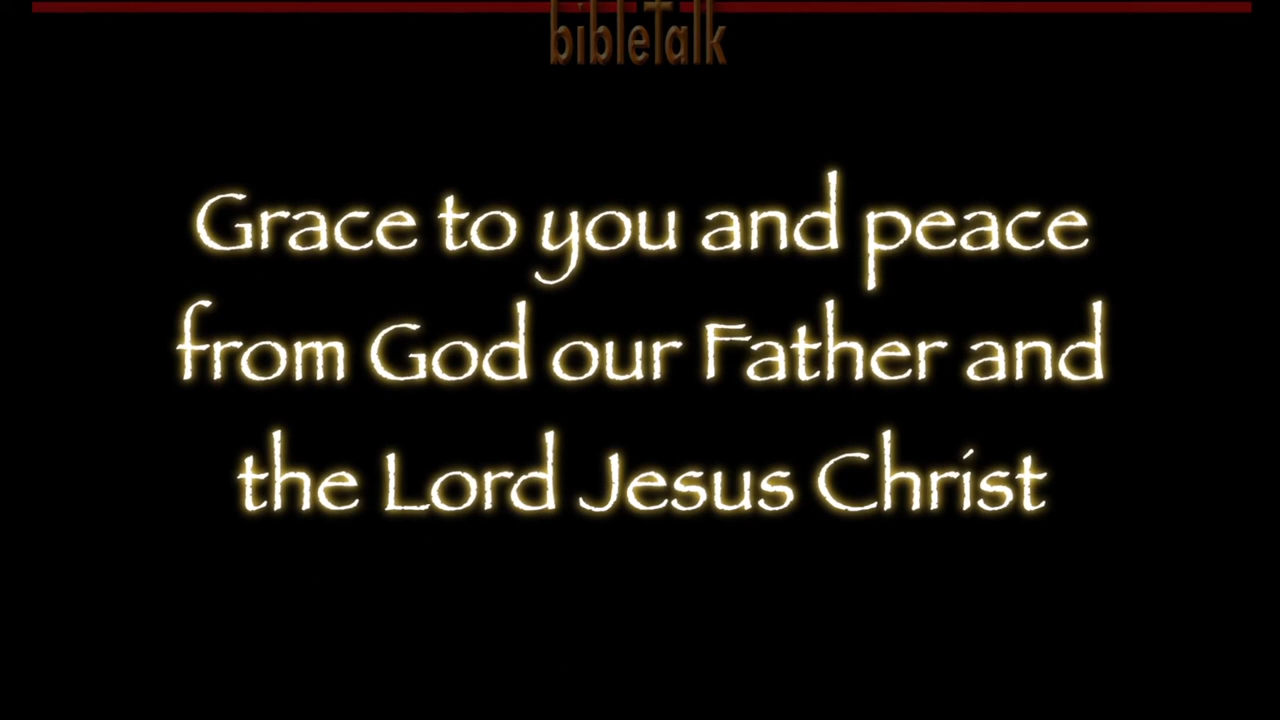 bibleTalk
Grace to you and peace
from God our Father and
the Lord Jesus Christ